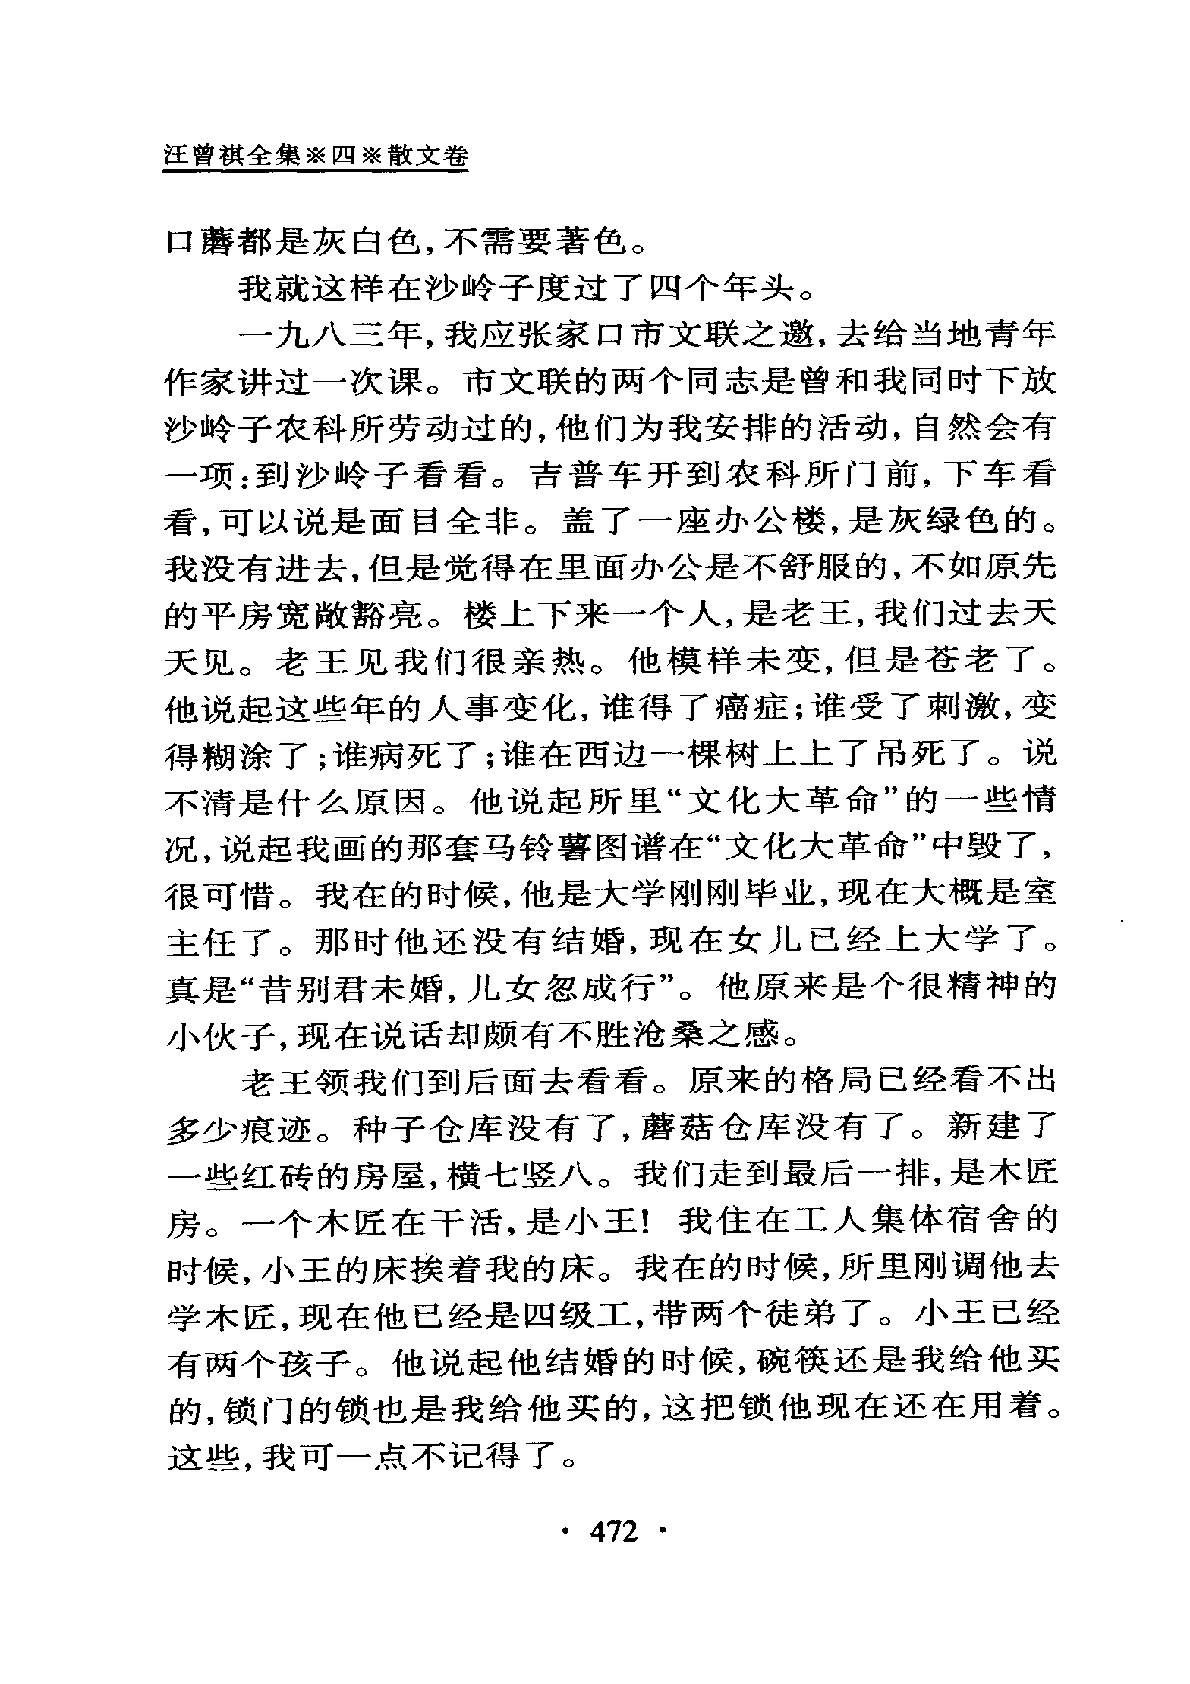 汪曾祺全集※四※散文卷
口蘑都是灰白色,不需要著色。
我就这样在沙岭子度过了四个年头。
一九八三年,我应张家口市文联之邀,去给当地青年
作家讲过一次课。市文联的两个同志是曾和我同时下放
沙岭子农科所劳动过的,他们为我安排的活动,自然会有
一项:到沙岭子看看。吉普车开到农科所门前,下车看
看,可以说是面目全非。盖了一座办公楼,是灰绿色的。
我没有进去,但是觉得在里面办公是不舒服的,不如原先
的平房宽敞豁亮。楼上下来一个人,是老王,我们过去天
天见。老王见我们很亲热。他模样未变,但是苍老了。
他说起这些年的人事变化,谁得了癌症;谁受了刺激,变
得糊涂了;谁病死了;谁在西边一棵树上上了吊死了。说
不清是什么原因。他说起所里“文化大革命”的一些情
况,说起我画的那套马铃薯图谱在“文化大革命”中毁了,
很可惜。我在的时候,他是大学刚刚毕业,现在大概是室
主任了。那时他还没有结婚,现在女儿已经上大学了。
真是“昔别君未婚,儿女忽成行”。他原来是个很精神的
小伙子,现在说话却颇有不胜沧桑之感。
老王领我们到后面去看看。原来的格局已经看不出
多少痕迹。种子仓库没有了,蘑菇仓库没有了。新建了
一些红砖的房屋,横七竖八。我们走到最后一排,是木匠
房。一个木匠在干活,是小王! 我住在工人集体宿舍的
时候,小王的床挨着我的床。我在的时候,所里刚调他去
学木匠,现在他已经是四级工,带两个徒弟了。小王已经
有两个孩子。他说起他结婚的时候,碗筷还是我给他买
的,锁门的锁也是我给他买的,这把锁他现在还在用着。
这些,我可一点不记得了。
· 472 ·